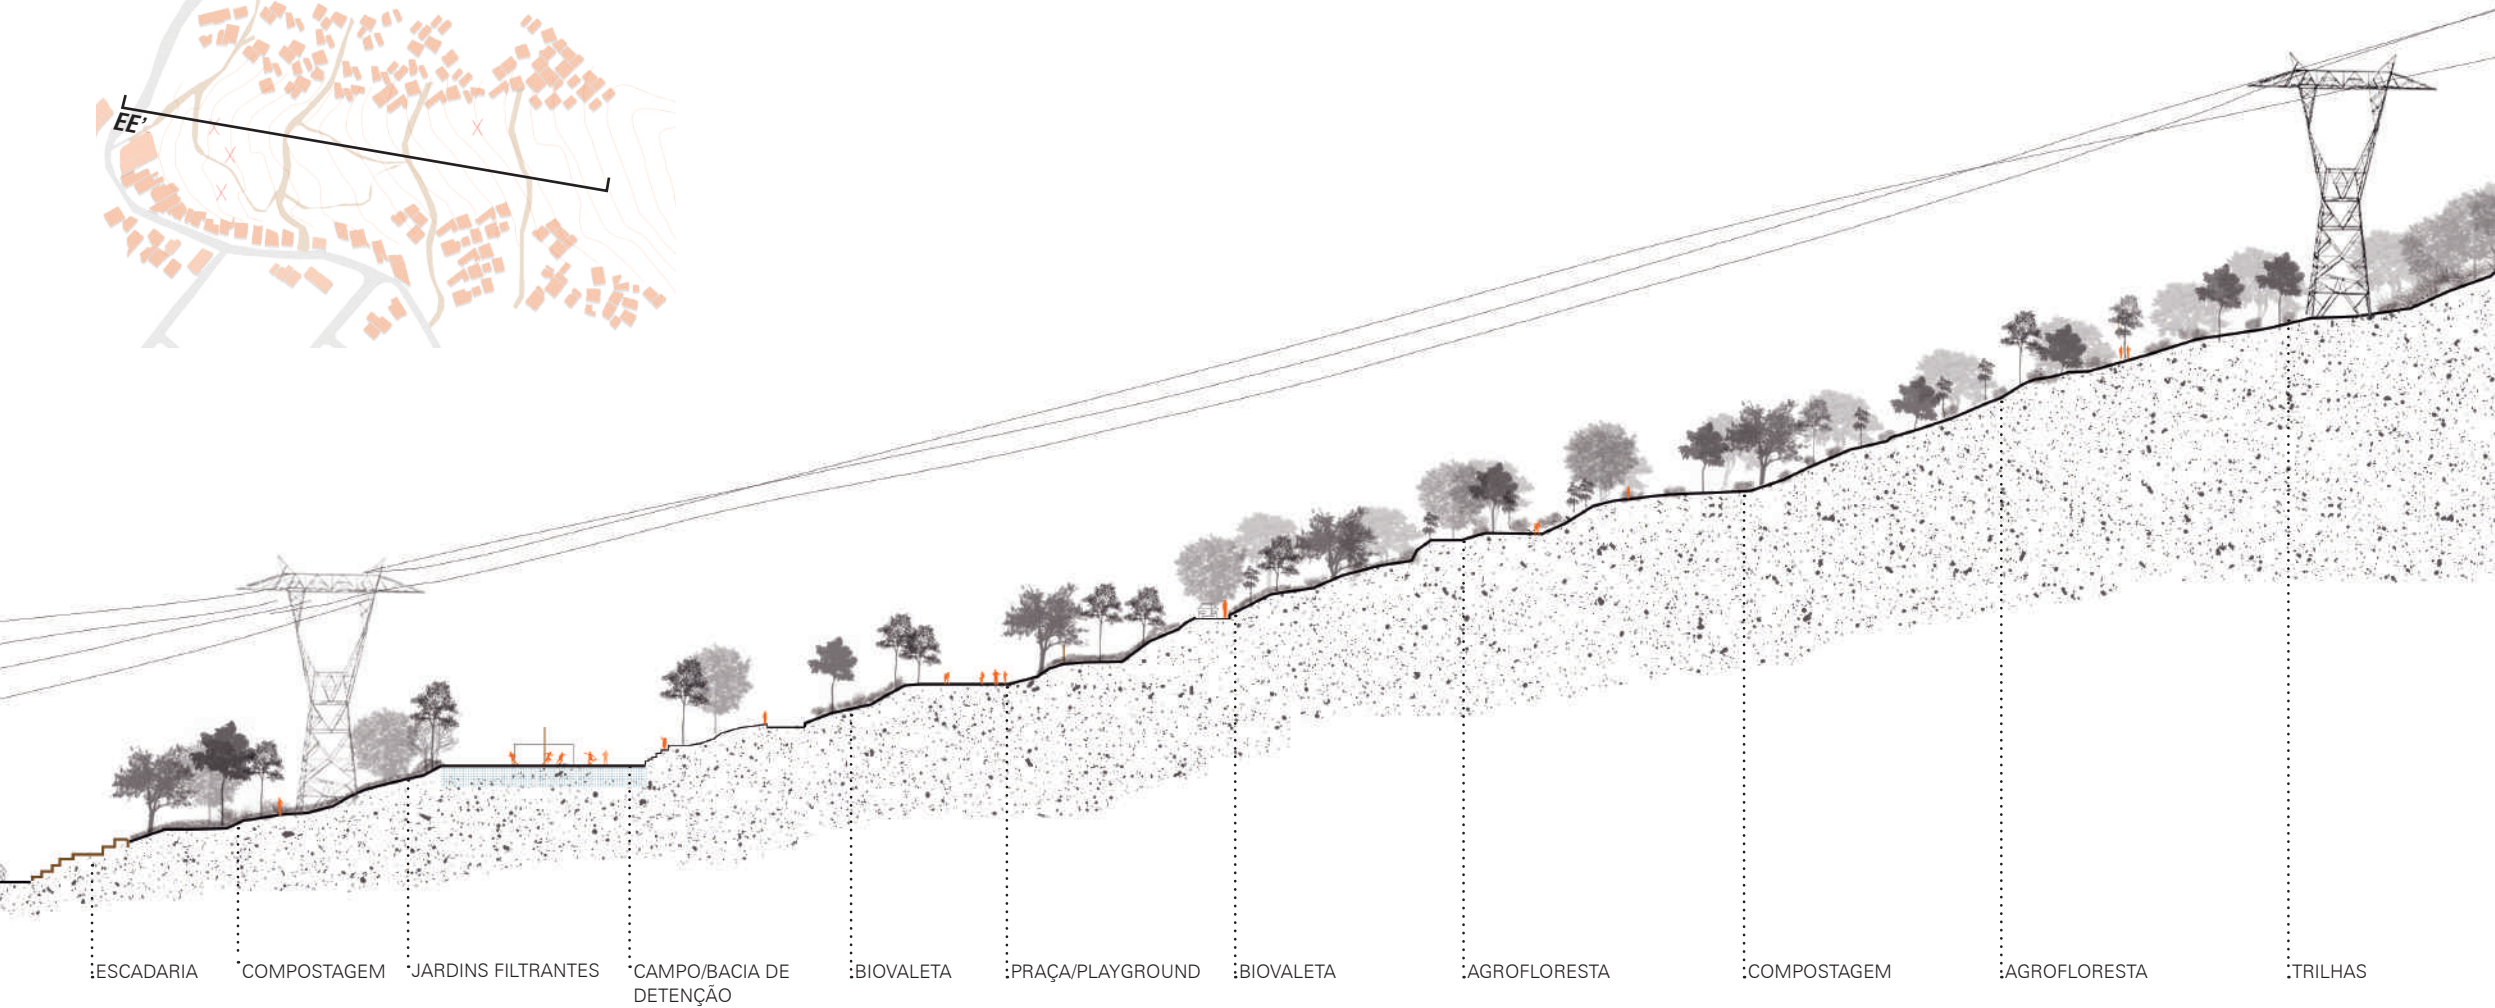 EE’
ESCADARIA
COMPOSTAGEM
JARDINS FILTRANTES
CAMPO/BACIA DE
DETENÇÃO
BIOVALETA
PRAÇA/PLAYGROUND
BIOVALETA
AGROFLORESTA
COMPOSTAGEM
AGROFLORESTA
TRILHAS